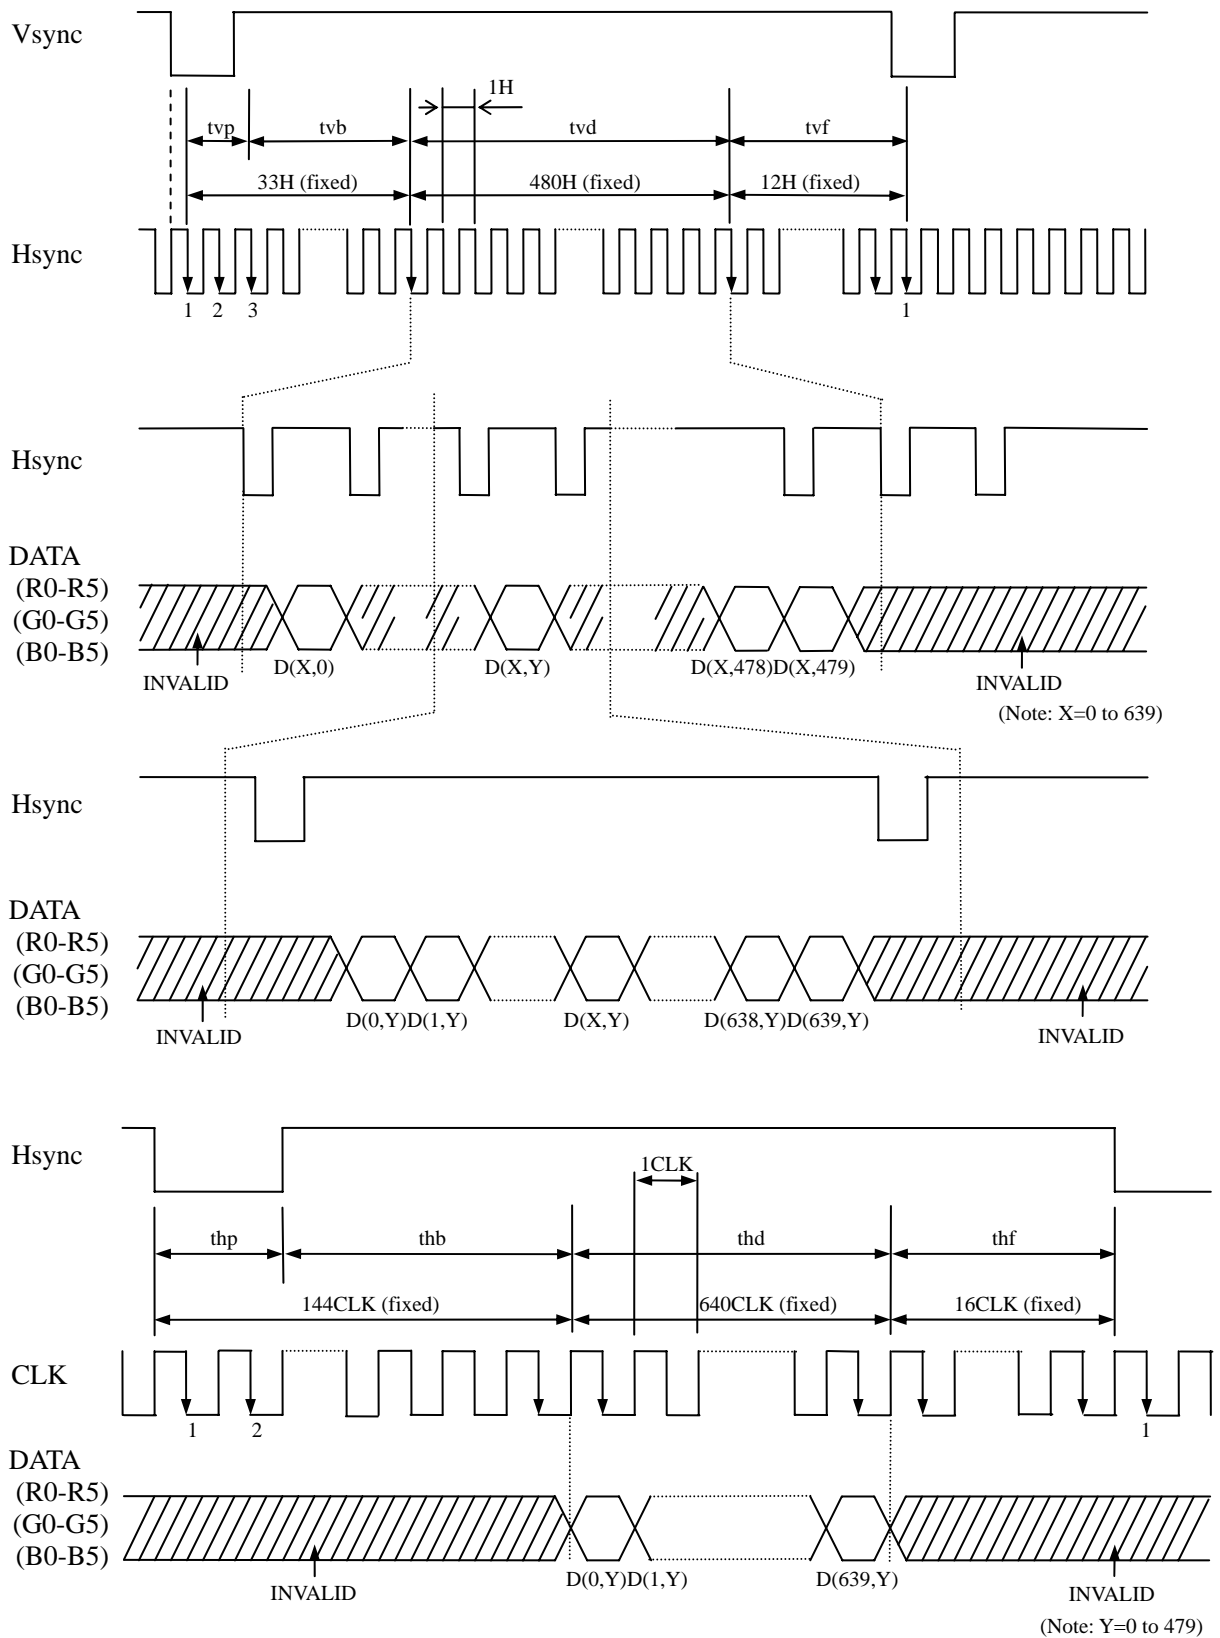 Vsync
1H
tvp tvb tvd tvf
33H (fixed) 480H (fixed) 12H (fixed)
Hsync
1 2 3 1
Hsync
DATA
(R0-R5)
(G0-G5)
(B0-B5)
D(X,0) D(X,Y) D(X,478)D(X,479)
INVALID INVALID
(Note: X=0 to 639)
Hsync
DATA
(R0-R5)
(G0-G5)
(B0-B5)
D(0,Y)D(1,Y) D(X,Y) D(638,Y)D(639,Y)
INVALID INVALID
Hsync
1CLK
thp thb thd thf
144CLK (fixed) 640CLK (fixed) 16CLK (fixed)
CLK
1 2 1
DATA
(R0-R5)
(G0-G5)
(B0-B5)
D(0,Y)D(1,Y) D(639,Y)
INVALID INVALID
(Note: Y=0 to 479)